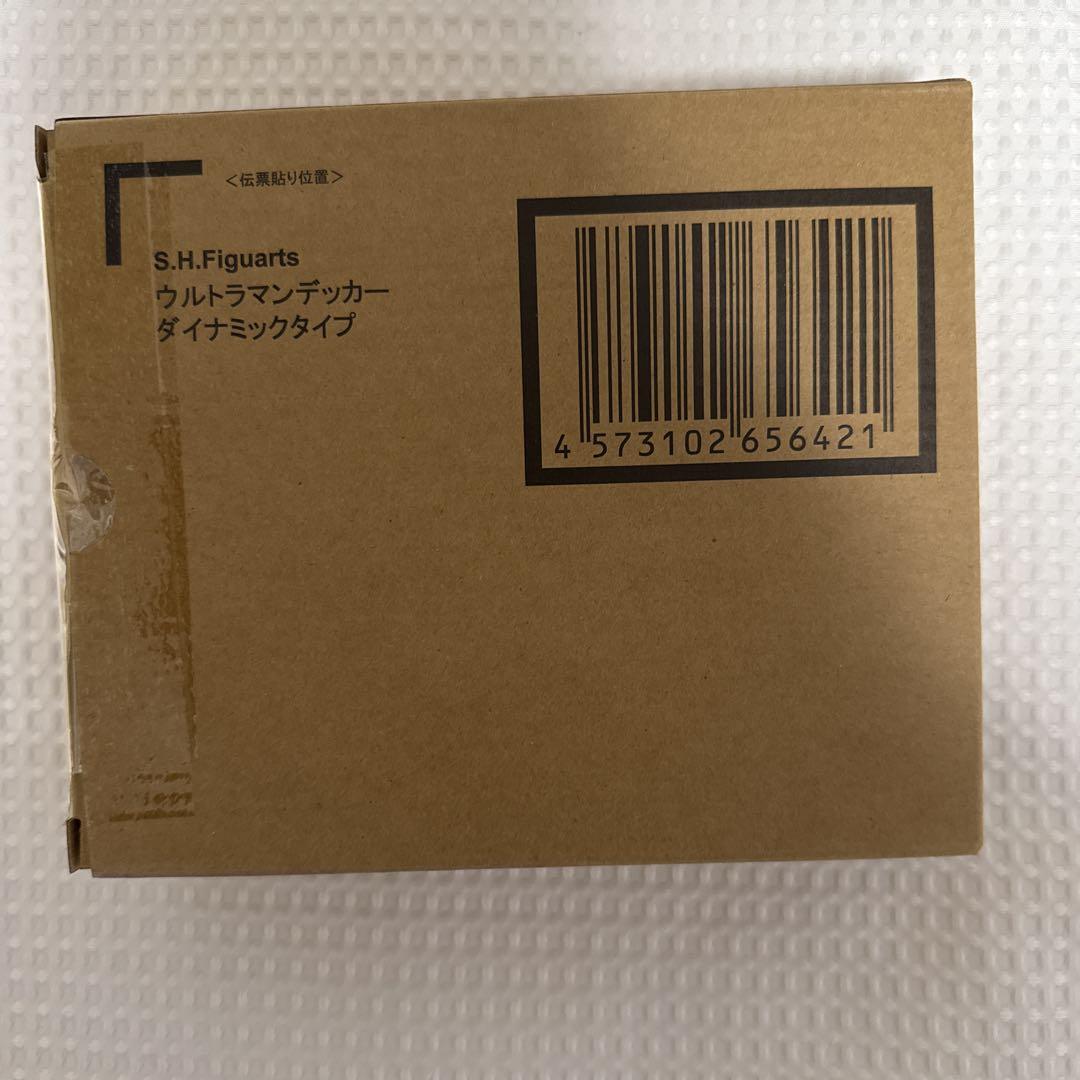 <伝票貼り位置>
S.H.Figuarts
ウルトラマンデッカー
ダイナミックタイプ
4 573102 656421